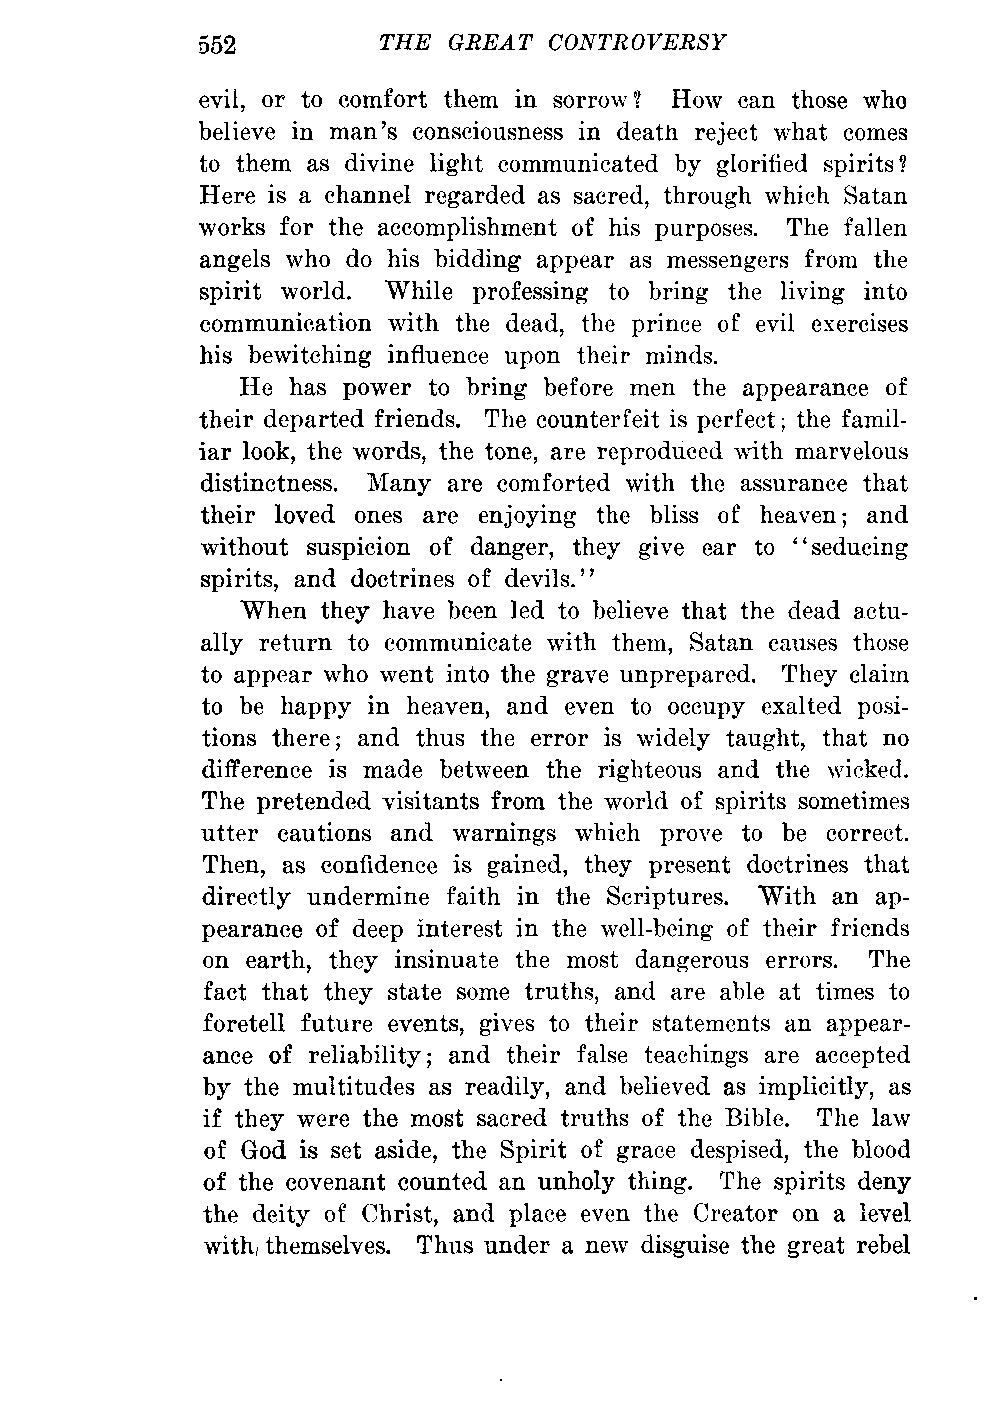 552 THE GREAT CONTROVERSY
evil, or to comfort them in sorrow? How can those who
believe in man's consciousness in death reject what comes
to them as divine light communicated by glorified spirits?
Here is a channel regarded as sacred, through which Satan
works for the accomplishment of his purposes. The fallen
angels who do his bidding appear as messengers from the
spirit world. While professing to bring the living into
communication with the dead, the prince of evil exercises
his bewitching influence upon their minds.
He has power to bring before men the appearance of
their departed friends. The counterfeit is perfect; the famil-
iar look, the words, the tone, are reproduced with marvelous
distinctness. Many are comforted with the assurance that
their loved ones are enjoying the bliss of heaven; and
without suspicion of danger, they give ear to "seducing
spirits, and doctrines of devils."
When they have been led to believe that the dead actu-
ally return to communicate with them, Satan causes those
to appear who went into the grave unprepared. They claim
to be happy in heaven, and even to occupy exalted posi-
tions there; and thus the error is widely taught, that no
difference is made between the righteous and the wicked.
The pretended visitants from the world of spirits sometimes
utter cautions and warnings which prove to be correct.
Then, as confidence is gained, they present doctrines that
directly undermine faith in the Scriptures. With an ap-
pearance of deep interest in the well-being of their friends
on earth, they insinuate the most dangerous errors. The
fact that they state some truths, and are able at times to
foretell future events, gives to their statements an appear-
ance of reliability; and their false teachings are accepted
by the multitudes as readily, and believed as implicitly, as
if they were the most sacred truths of the Bible. The law
of God is set aside, the Spirit of grace despised, the blood
of the covenant counted an unholy thing. The spirits deny
the deity of Christ, and place even the Creator on a level
with themselves. Thus under a new disguise the great rebel